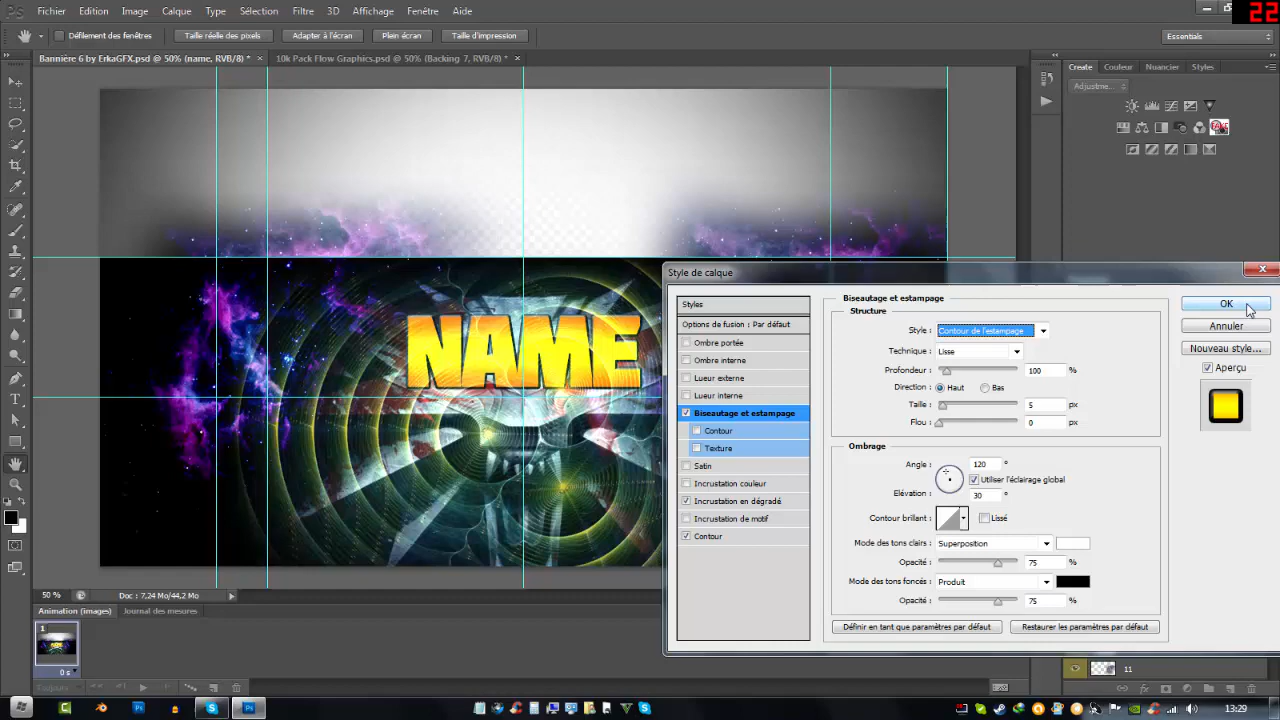 Ps Fichier Edition Image Calque Type Sélection Filtre 3D Affichage Fenêtre Aide
22
Défilement des fenêtres Taille réelle des pixels Adapter à l'écran Plein écran Taille d'impression Essentials
Bannière 6 by ErkaGFX.psd @ 50% (name, RVB/8) * × 10k Pack Flow Graphics.psd @ 50% (Backing 7, RVB/8) * ×
Create Couleur Nuancier Styles
Adjustme...
NAME
Style de calque
Styles
Options de fusion : Par défaut
Ombre portée
Ombre interne
Lueur externe
Lueur interne
Biseautage et estampage
Contour
Texture
Satin
Incrustation couleur
Incrustation en dégradé
Incrustation de motif
Contour
Biseautage et estampage
Structure
Style : Contour de l'estampage
Technique : Lisse
Profondeur : 100 %
Direction : Haut Bas
Taille : 5 px
Flou : 0 px
Ombrage
Angle : 120 °
Utiliser l'éclairage global
Elévation : 30 °
Contour brillant : Lissé
Mode des tons clairs : Superposition
Opacité : 75 %
Mode des tons foncés : Produit
Opacité : 75 %
Définir en tant que paramètres par défaut Restaurer les paramètres par défaut
OK
Annuler
Nouveau style...
Aperçu
50 % Doc : 7,24 Mo/44,2 Mo
Animation (images) Journal des mesures
1
0 s
Toujours
11
fx
13:29